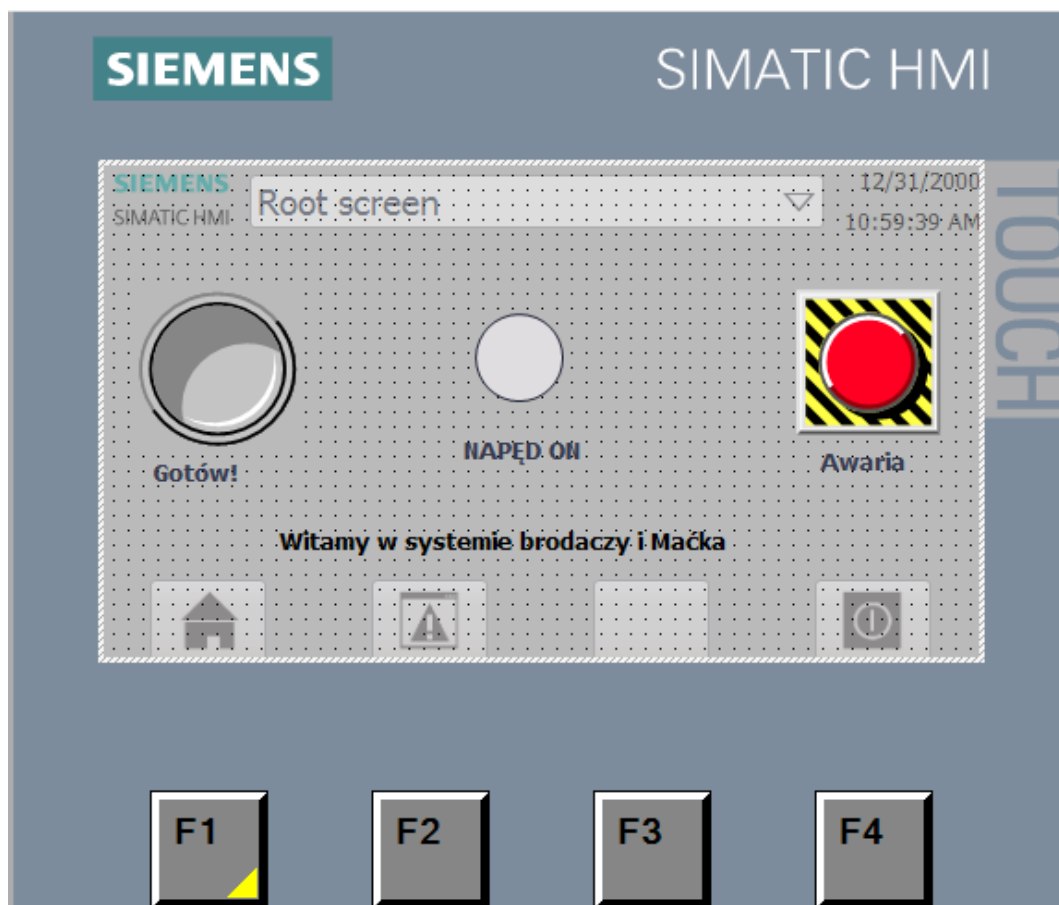 SIEMENS
SIMATIC HMI
TOUCH
SIEMENS
SIMATIC HMI
Root screen
12/31/2000
10:59:39 AM
Gotów!
NAPĘD ON
Awaria
Witamy w systemie brodaczy i Maćka
F1
F2
F3
F4